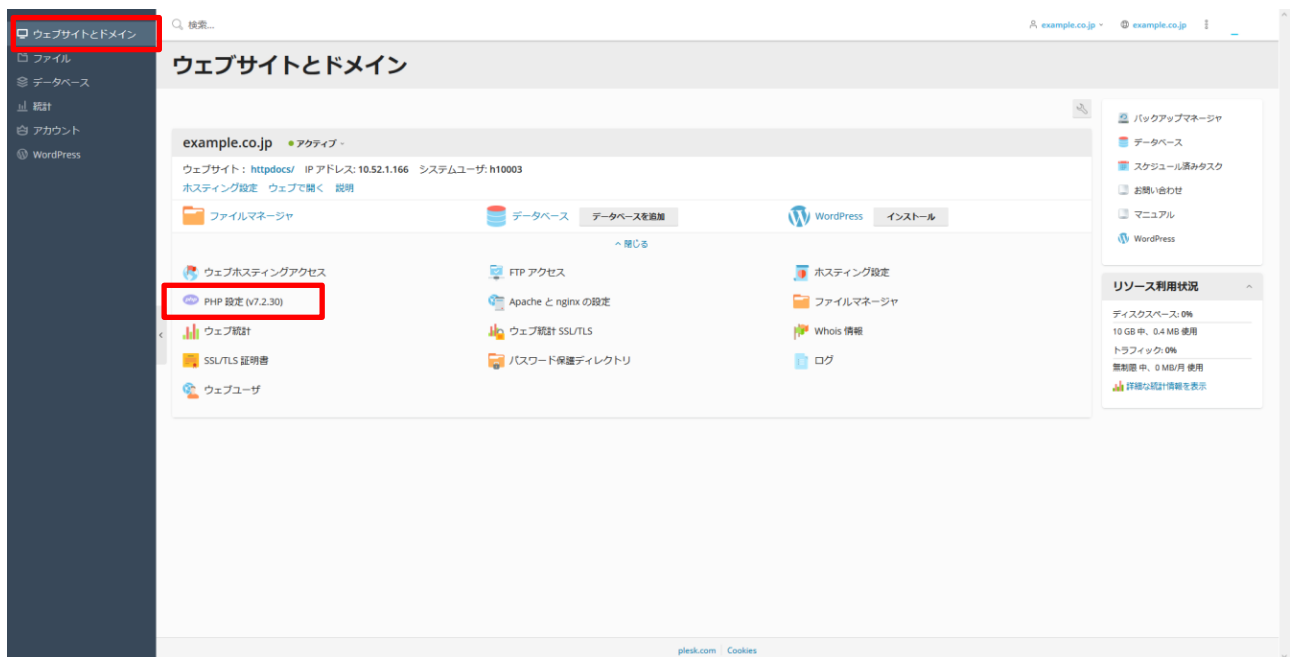 ウェブサイトとドメイン
ファイル
データベース
統計
アカウント
WordPress
検索...
example.co.jp
example.co.jp
ウェブサイトとドメイン
example.co.jp アクティブ
ウェブサイト: httpdocs/ IP アドレス: 10.52.1.166 システムユーザ: h10003
ホスティング設定 ウェブで開く 説明
ファイルマネージャ データベース データベースを追加 WordPress インストール
閉じる
ウェブホスティングアクセス FTP アクセス ホスティング設定
PHP 設定 (v7.2.30) Apache と nginx の設定 ファイルマネージャ
ウェブ統計 ウェブ統計 SSL/TLS Whois 情報
SSL/TLS 証明書 パスワード保護ディレクトリ ログ
ウェブユーザ
バックアップマネージャ
データベース
スケジュール済みタスク
お問い合わせ
マニュアル
WordPress
リソース利用状況
ディスクスペース: 0%
10 GB 中、0.4 MB 使用
トラフィック: 0%
無制限 中、0 MB/月 使用
詳細な統計情報を表示
plesk.com Cookies